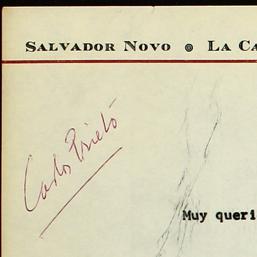 SALVADOR NOVO ● LA CA
Carlos Prieto
Muy queri